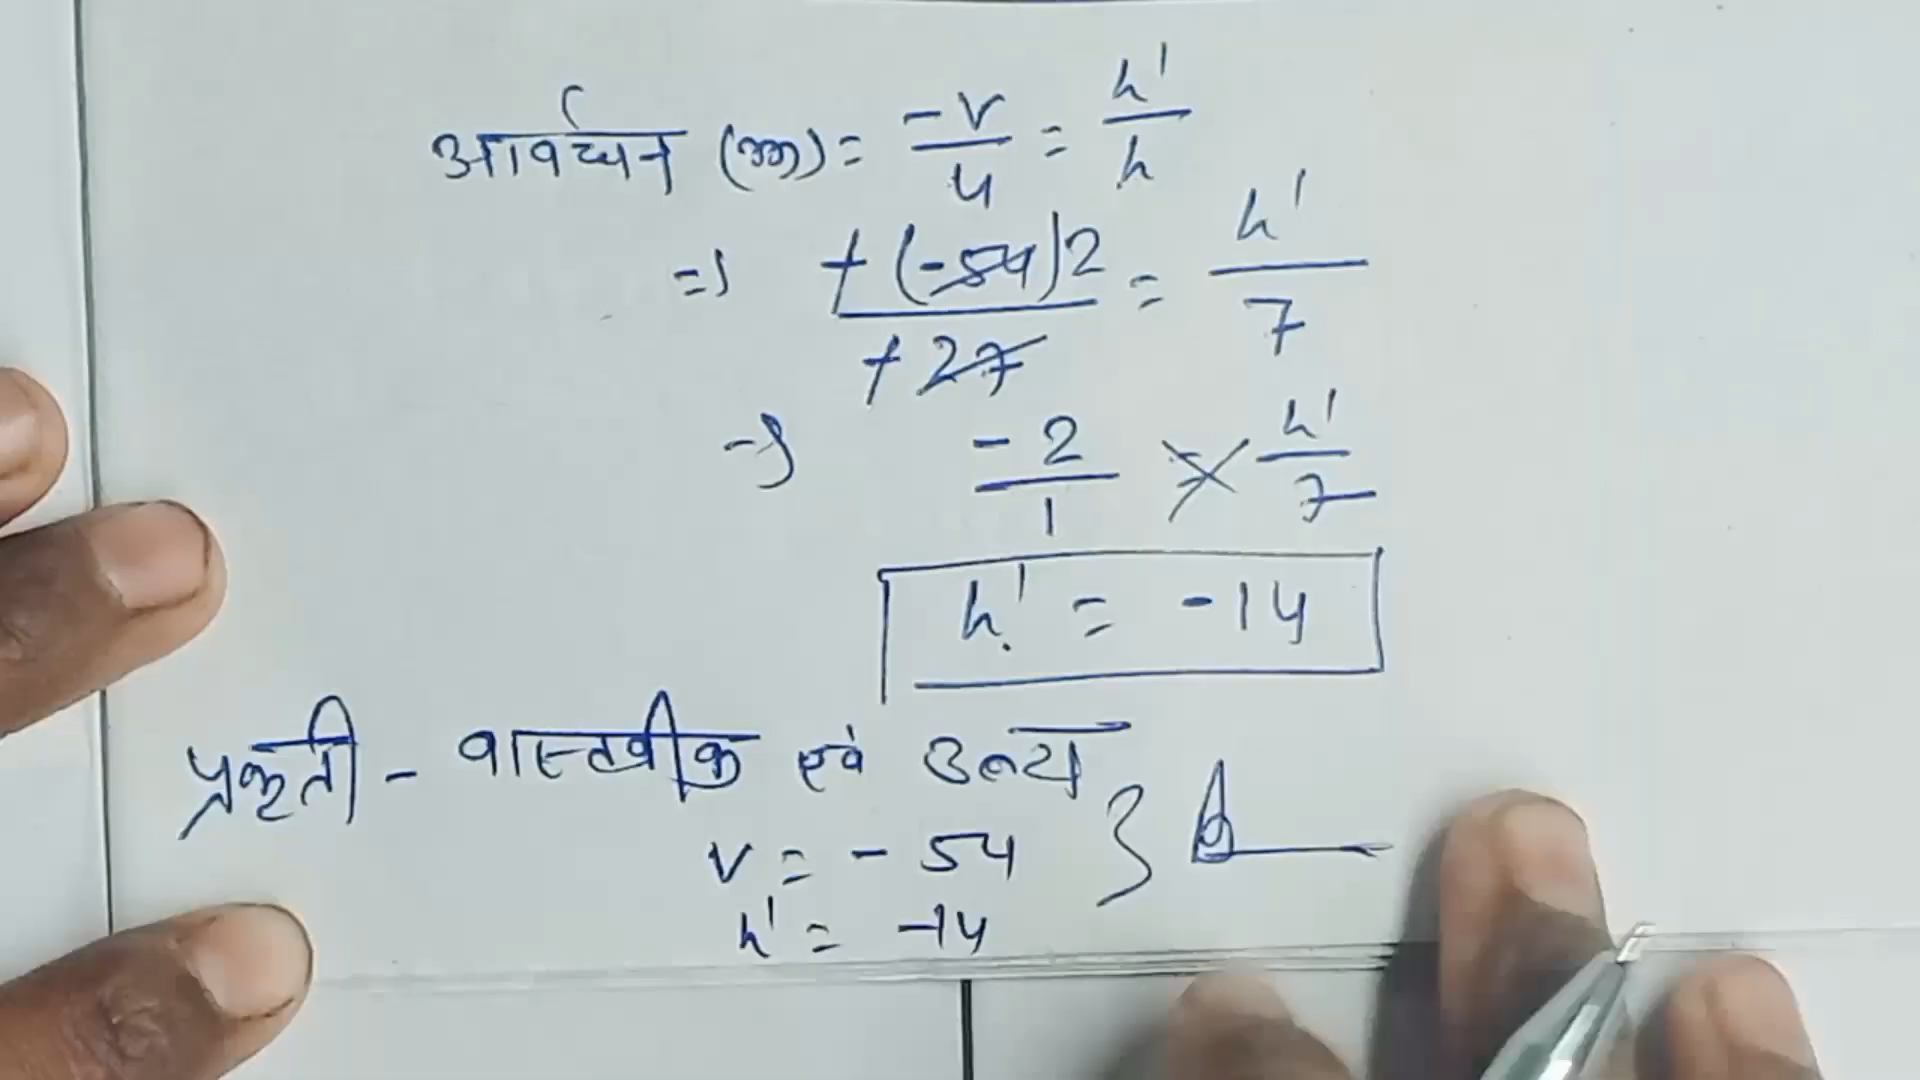 आवर्धन (m) = -v/u = h'/h
=> +(-54)2/+27 = h'/7
-> -2/1 = h'/7
h' = -14
प्रकृती - वास्तवीक एवं उल्टा
v = - 54
h' = -14